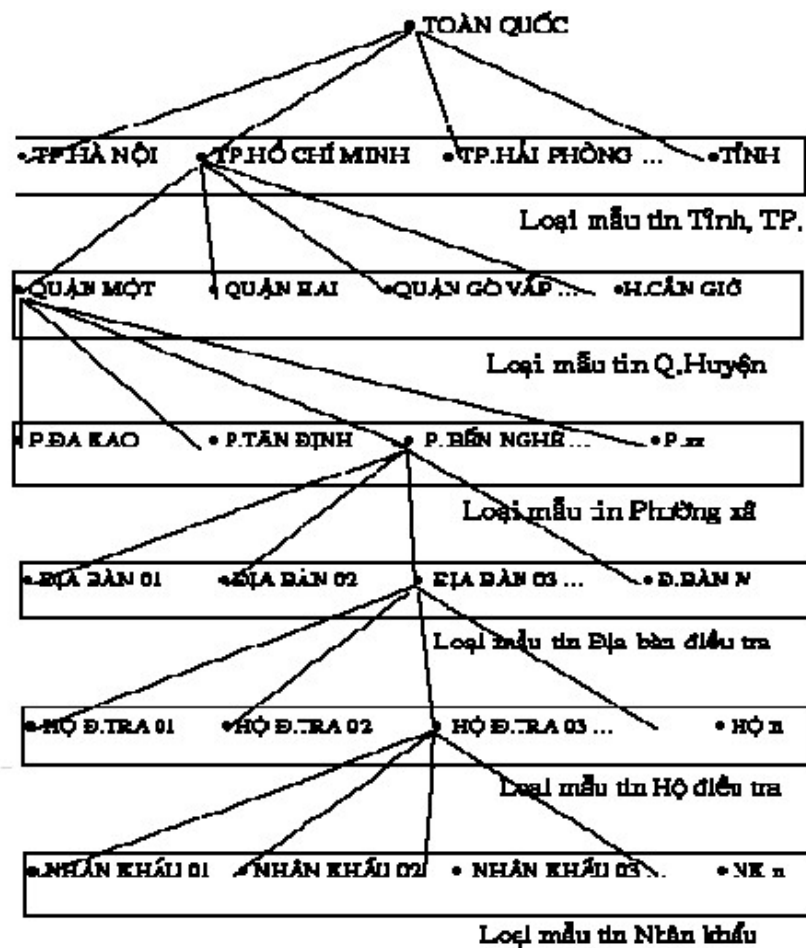 TOÀN QUỐC
TP.HÀ NỘI TP.HỒ CHÍ MINH TP.HẢI PHÒNG ... TỈNH
Loại mẫu tin Tỉnh, TP.
QUẬN MỘT QUẬN HAI QUẬN GÒ VẤP ... H.CẦN GIỜ
Loại mẫu tin Q.Huyện
P.ĐA KAO P.TÂN ĐỊNH P. BẾN NGHÉ ... P.xx
Loại mẫu tin Phường xã
ĐỊA BÀN 01 ĐỊA BÀN 02 ĐỊA BÀN 03 ... Đ.BÀN N
Loại mẫu tin Địa bàn điều tra
HỘ Đ.TRA 01 HỘ Đ.TRA 02 HỘ Đ.TRA 03 ... HỘ n
Loại mẫu tin Hộ điều tra
NHÂN KHẨU 01 NHÂN KHẨU 02 NHÂN KHẨU 03 ... NK n
Loại mẫu tin Nhân khẩu